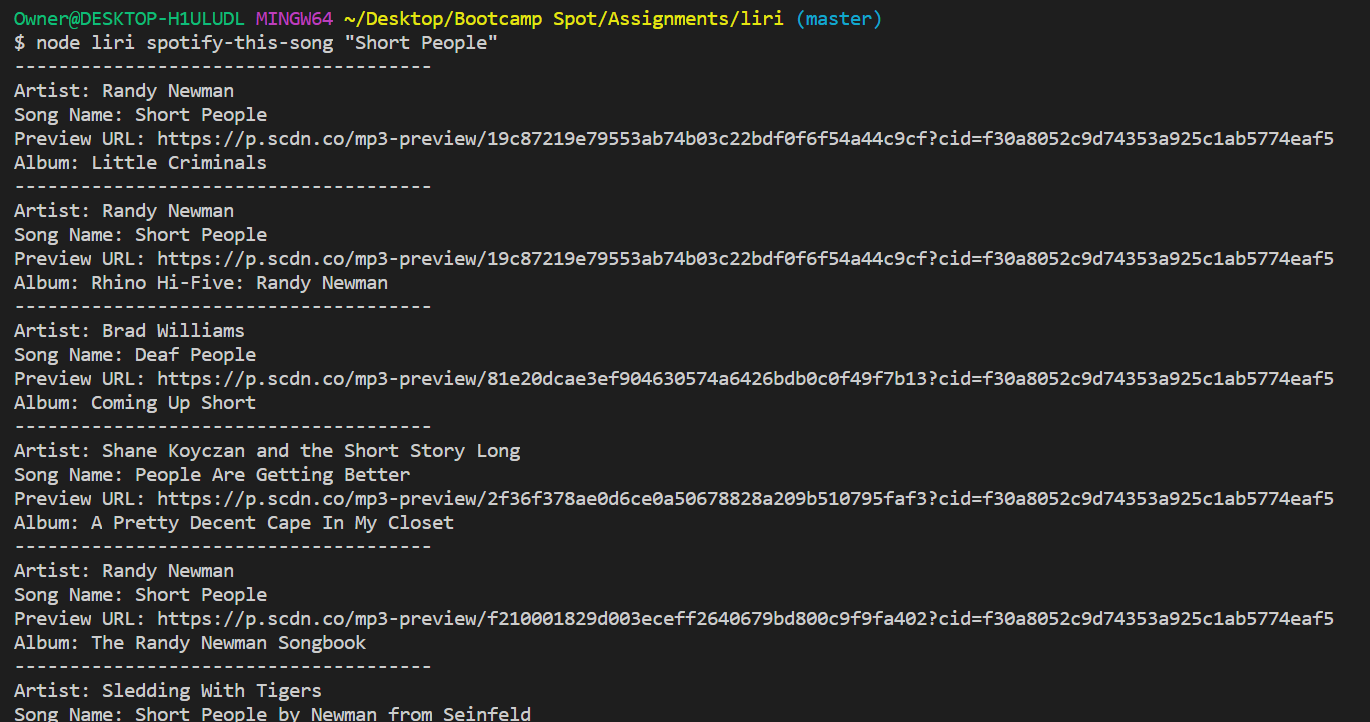 Owner@DESKTOP-H1ULUDL MINGW64 ~/Desktop/Bootcamp Spot/Assignments/liri (master)
$ node liri spotify-this-song "Short People"
--------------------------------------
Artist: Randy Newman
Song Name: Short People
Preview URL: https://p.scdn.co/mp3-preview/19c87219e79553ab74b03c22bdf0f6f54a44c9cf?cid=f30a8052c9d74353a925c1ab5774eaf5
Album: Little Criminals
--------------------------------------
Artist: Randy Newman
Song Name: Short People
Preview URL: https://p.scdn.co/mp3-preview/19c87219e79553ab74b03c22bdf0f6f54a44c9cf?cid=f30a8052c9d74353a925c1ab5774eaf5
Album: Rhino Hi-Five: Randy Newman
--------------------------------------
Artist: Brad Williams
Song Name: Deaf People
Preview URL: https://p.scdn.co/mp3-preview/81e20dcae3ef904630574a6426bdb0c0f49f7b13?cid=f30a8052c9d74353a925c1ab5774eaf5
Album: Coming Up Short
--------------------------------------
Artist: Shane Koyczan and the Short Story Long
Song Name: People Are Getting Better
Preview URL: https://p.scdn.co/mp3-preview/2f36f378ae0d6ce0a50678828a209b510795faf3?cid=f30a8052c9d74353a925c1ab5774eaf5
Album: A Pretty Decent Cape In My Closet
--------------------------------------
Artist: Randy Newman
Song Name: Short People
Preview URL: https://p.scdn.co/mp3-preview/f210001829d003eceff2640679bd800c9f9fa402?cid=f30a8052c9d74353a925c1ab5774eaf5
Album: The Randy Newman Songbook
--------------------------------------
Artist: Sledding With Tigers
Song Name: Short People by Newman from Seinfeld